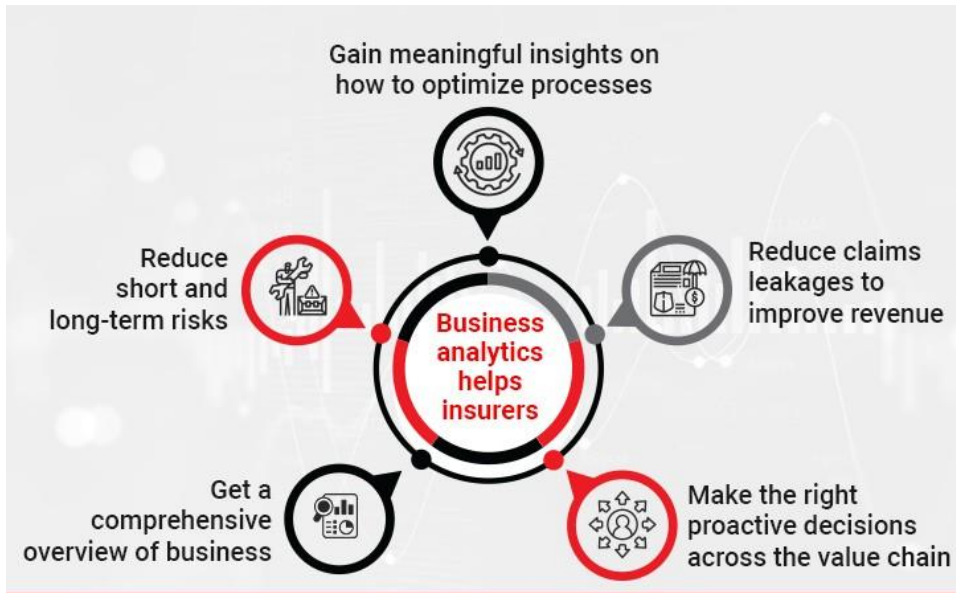 Gain meaningful insights on
how to optimize processes
Reduce
short and
long-term risks
Reduce claims
leakages to
improve revenue
Business
analytics
helps
insurers
Get a
comprehensive
overview of business
Make the right
proactive decisions
across the value chain